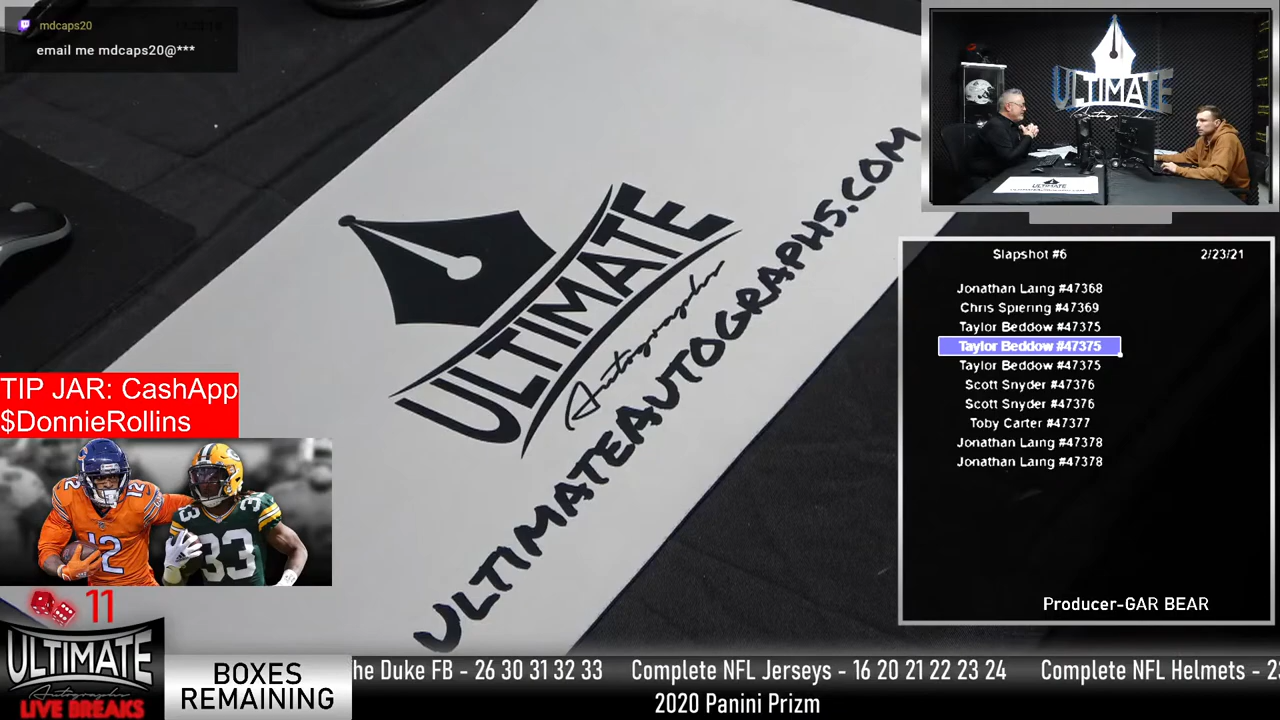 mdcaps20
email me mdcaps20@***
ULTIMATE
Autographs
ULTIMATEAUTOGRAPHS.COM
ULTIMATE
Autographs
Slapshot #6 2/23/21
Jonathan Laing #47368
Chris Spiering #47369
Taylor Beddow #47375
Taylor Beddow #47375
Taylor Beddow #47375
Scott Snyder #47376
Scott Snyder #47376
Toby Carter #47377
Jonathan Laing #47378
Jonathan Laing #47378
Producer-GAR BEAR
TIP JAR: CashApp
$DonnieRollins
12
12
33
33
11
ULTIMATE
Autographs
LIVE BREAKS
BOXES
REMAINING
he Duke FB - 26 30 31 32 33 Complete NFL Jerseys - 16 20 21 22 23 24 Complete NFL Helmets - 2
2020 Panini Prizm